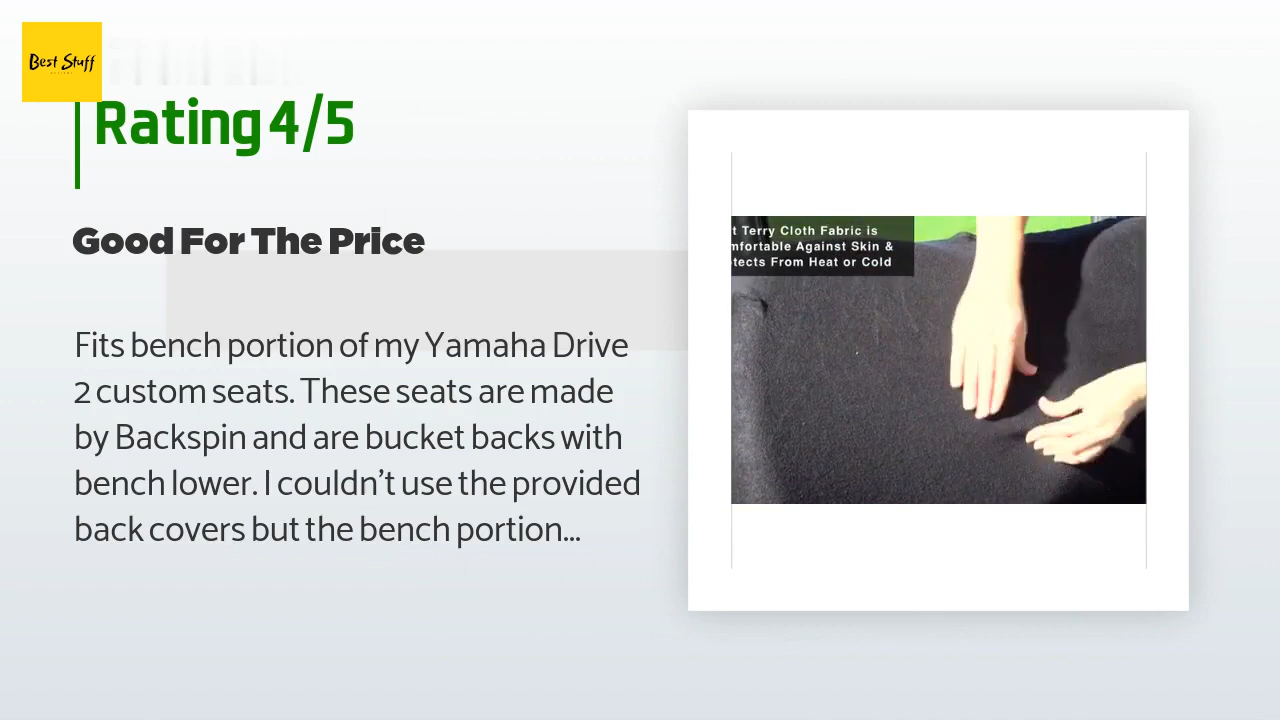 Best Stuff
Rating 4/5
Good For The Price
Fits bench portion of my Yamaha Drive
2 custom seats. These seats are made
by Backspin and are bucket backs with
bench lower. I couldn't use the provided
back covers but the bench portion...
t Terry Cloth Fabric is
mfortable Against Skin &
tects From Heat or Cold